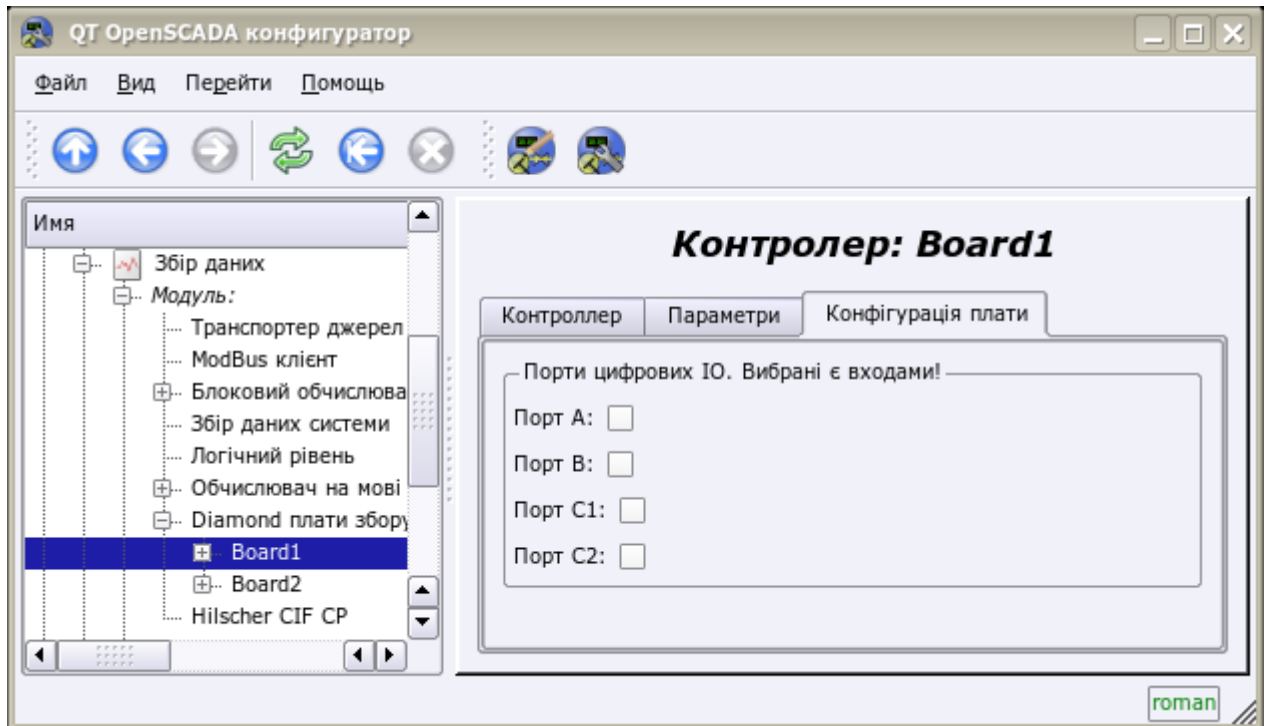 QT OpenSCADA конфигуратор
Файл Вид Перейти Помощь
Имя
Збір даних
Модуль:
Транспортер джерел
ModBus клієнт
Блоковий обчислюва
Збір даних системи
Логічний рівень
Обчислювач на мові
Diamond плати збору
Board1
Board2
Hilscher CIF CP
Контролер: Board1
Контроллер Параметри Конфігурація плати
Порти цифрових IO. Вибрані є входами!
Порт A:
Порт B:
Порт C1:
Порт C2:
roman